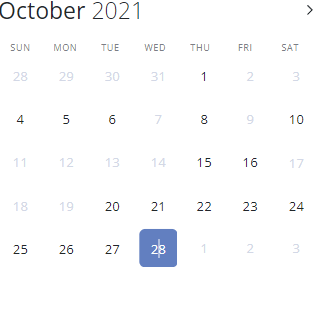 October 2021
SUN MON TUE WED THU FRI SAT
28 29 30 31 1 2 3
4 5 6 7 8 9 10
11 12 13 14 15 16 17
18 19 20 21 22 23 24
25 26 27 28 1 2 3